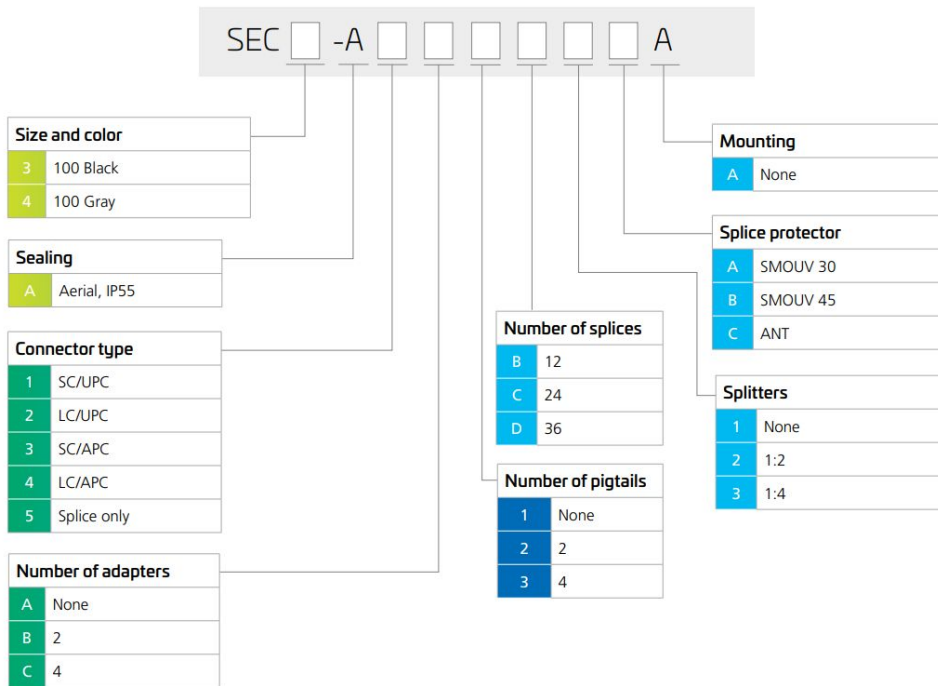 SEC □ -A □ □ □ □ □ □ A
Size and color
3 100 Black
4 100 Gray
Sealing
A Aerial, IP55
Connector type
1 SC/UPC
2 LC/UPC
3 SC/APC
4 LC/APC
5 Splice only
Number of adapters
A None
B 2
C 4
Number of splices
B 12
C 24
D 36
Number of pigtails
1 None
2 2
3 4
Mounting
A None
Splice protector
A SMOUV 30
B SMOUV 45
C ANT
Splitters
1 None
2 1:2
3 1:4